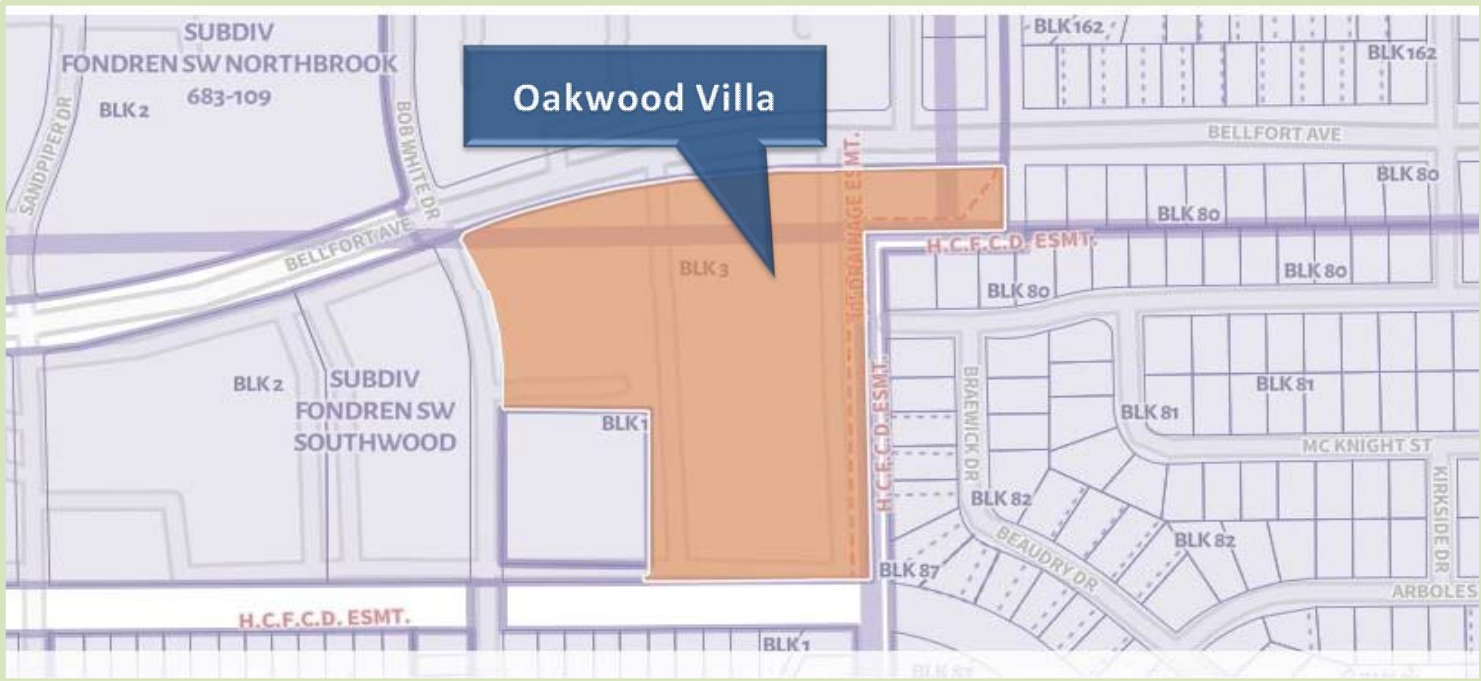 SUBDIV
FONDREN SW NORTHBROOK
683-109
BLK 2
SANDPIPER DR
BOB WHITE DR
Oakwood Villa
BLK 162
BLK 162
BELLFORT AVE
BLK 80
BLK 80
BELLFORT AVE
BLK 3
DRAINAGE ESMT.
H.C.F.C.D. ESMT.
BLK 80
BLK 80
BLK 2
SUBDIV
FONDREN SW
SOUTHWOOD
BLK 1
H.C.F.C.D. ESMT.
BRAEWICK DR
BLK 81
BLK 81
MC KNIGHT ST
KIRKSIDE DR
BLK 82
BLK 82
BEAUDRY DR
BLK 87
ARBOLES
H.C.F.C.D. ESMT.
BLK 1
BLK 87